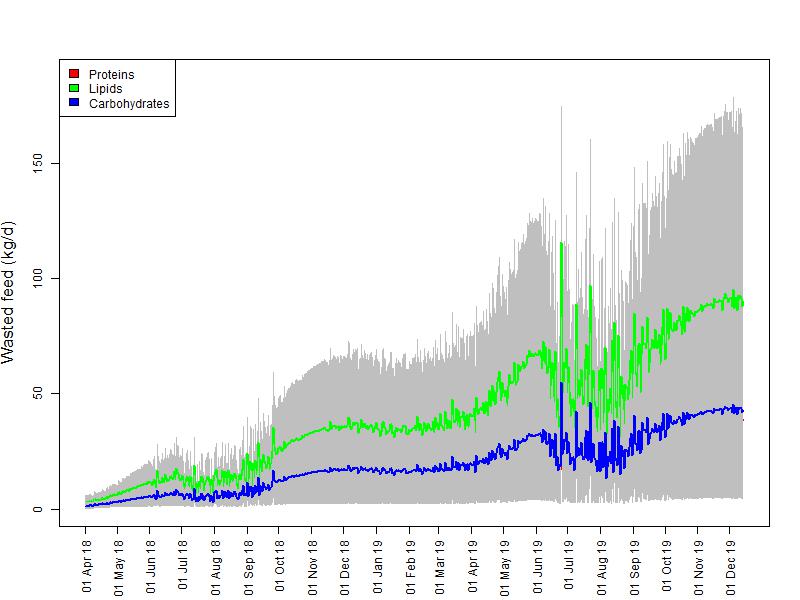 Proteins
Lipids
Carbohydrates
Wasted feed (kg/d)
150
100
50
0
01 Apr 18
01 May 18
01 Jun 18
01 Jul 18
01 Aug 18
01 Sep 18
01 Oct 18
01 Nov 18
01 Dec 18
01 Jan 19
01 Feb 19
01 Mar 19
01 Apr 19
01 May 19
01 Jun 19
01 Jul 19
01 Aug 19
01 Sep 19
01 Oct 19
01 Nov 19
01 Dec 19